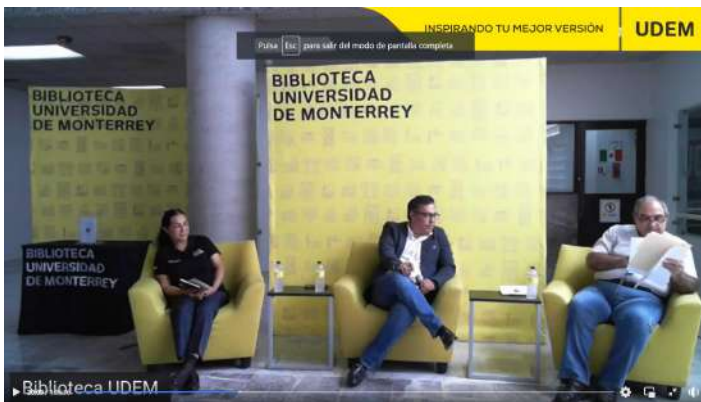 INSPIRANDO TU MEJOR VERSIÓN
UDEM
Pulsa Esc para salir del modo de pantalla completa
BIBLIOTECA
UNIVERSIDAD
DE MONTERREY
BIBLIOTECA
UNIVERSIDAD
DE MONTERREY
BIBLIOTECA
UNIVERSIDAD
DE MONTERREY
Biblioteca UDEM